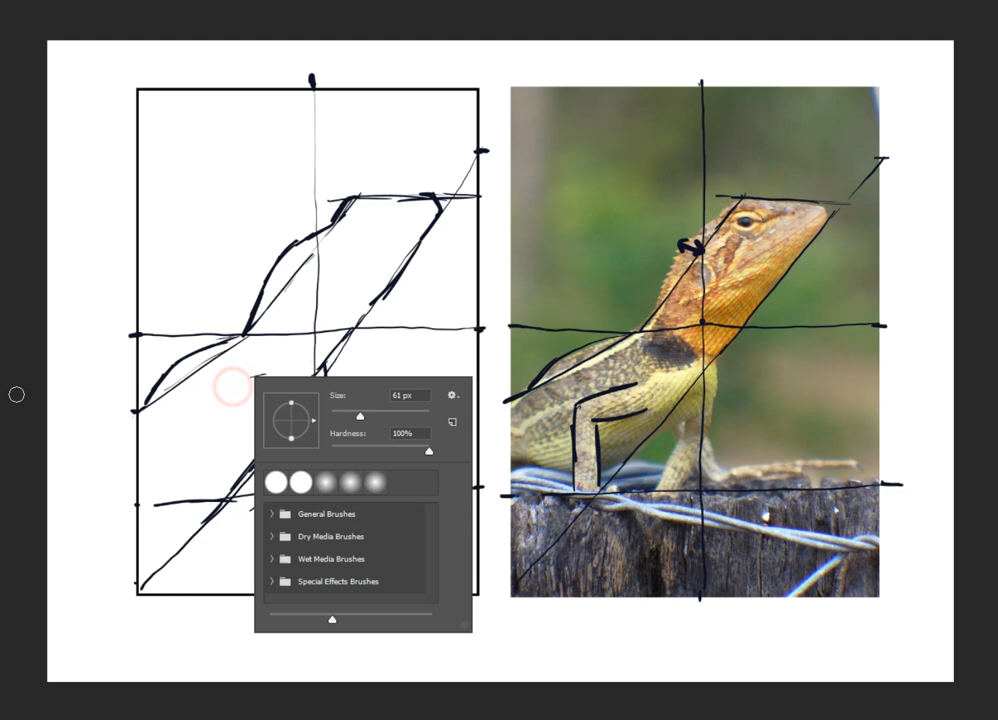 Size: 61 px
Hardness: 100%
General Brushes
Dry Media Brushes
Wet Media Brushes
Special Effects Brushes